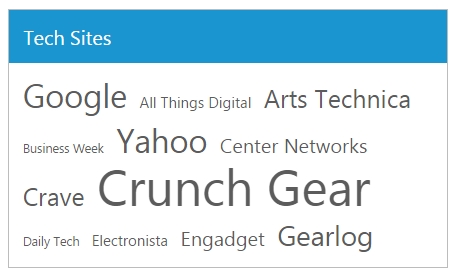 Tech Sites
Google All Things Digital Arts Technica
Business Week Yahoo Center Networks
Crave Crunch Gear
Daily Tech Electronista Engadget Gearlog